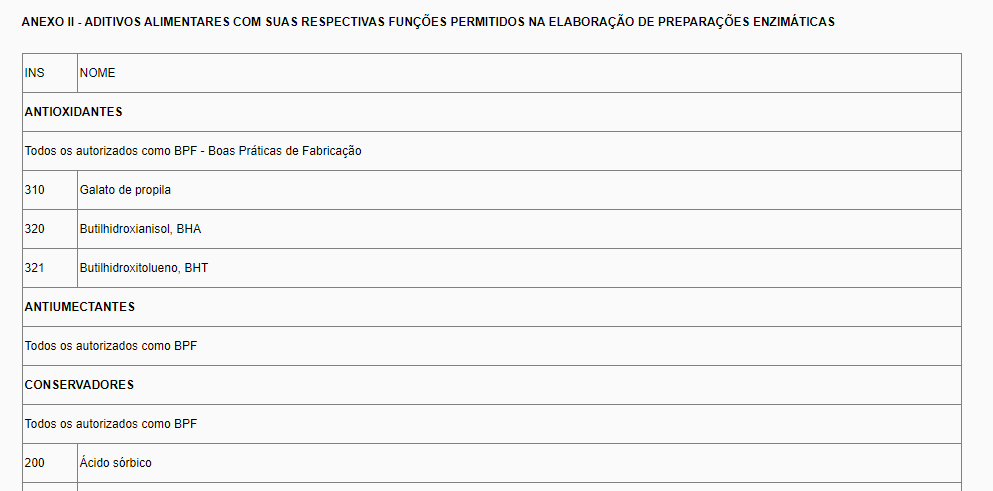 ANEXO II - ADITIVOS ALIMENTARES COM SUAS RESPECTIVAS FUNÇÕES PERMITIDOS NA ELABORAÇÃO DE PREPARAÇÕES ENZIMÁTICAS
INS NOME
ANTIOXIDANTES
Todos os autorizados como BPF - Boas Práticas de Fabricação
310 Galato de propila
320 Butilhidroxianisol, BHA
321 Butilhidroxitolueno, BHT
ANTIUMECTANTES
Todos os autorizados como BPF
CONSERVADORES
Todos os autorizados como BPF
200 Ácido sórbico